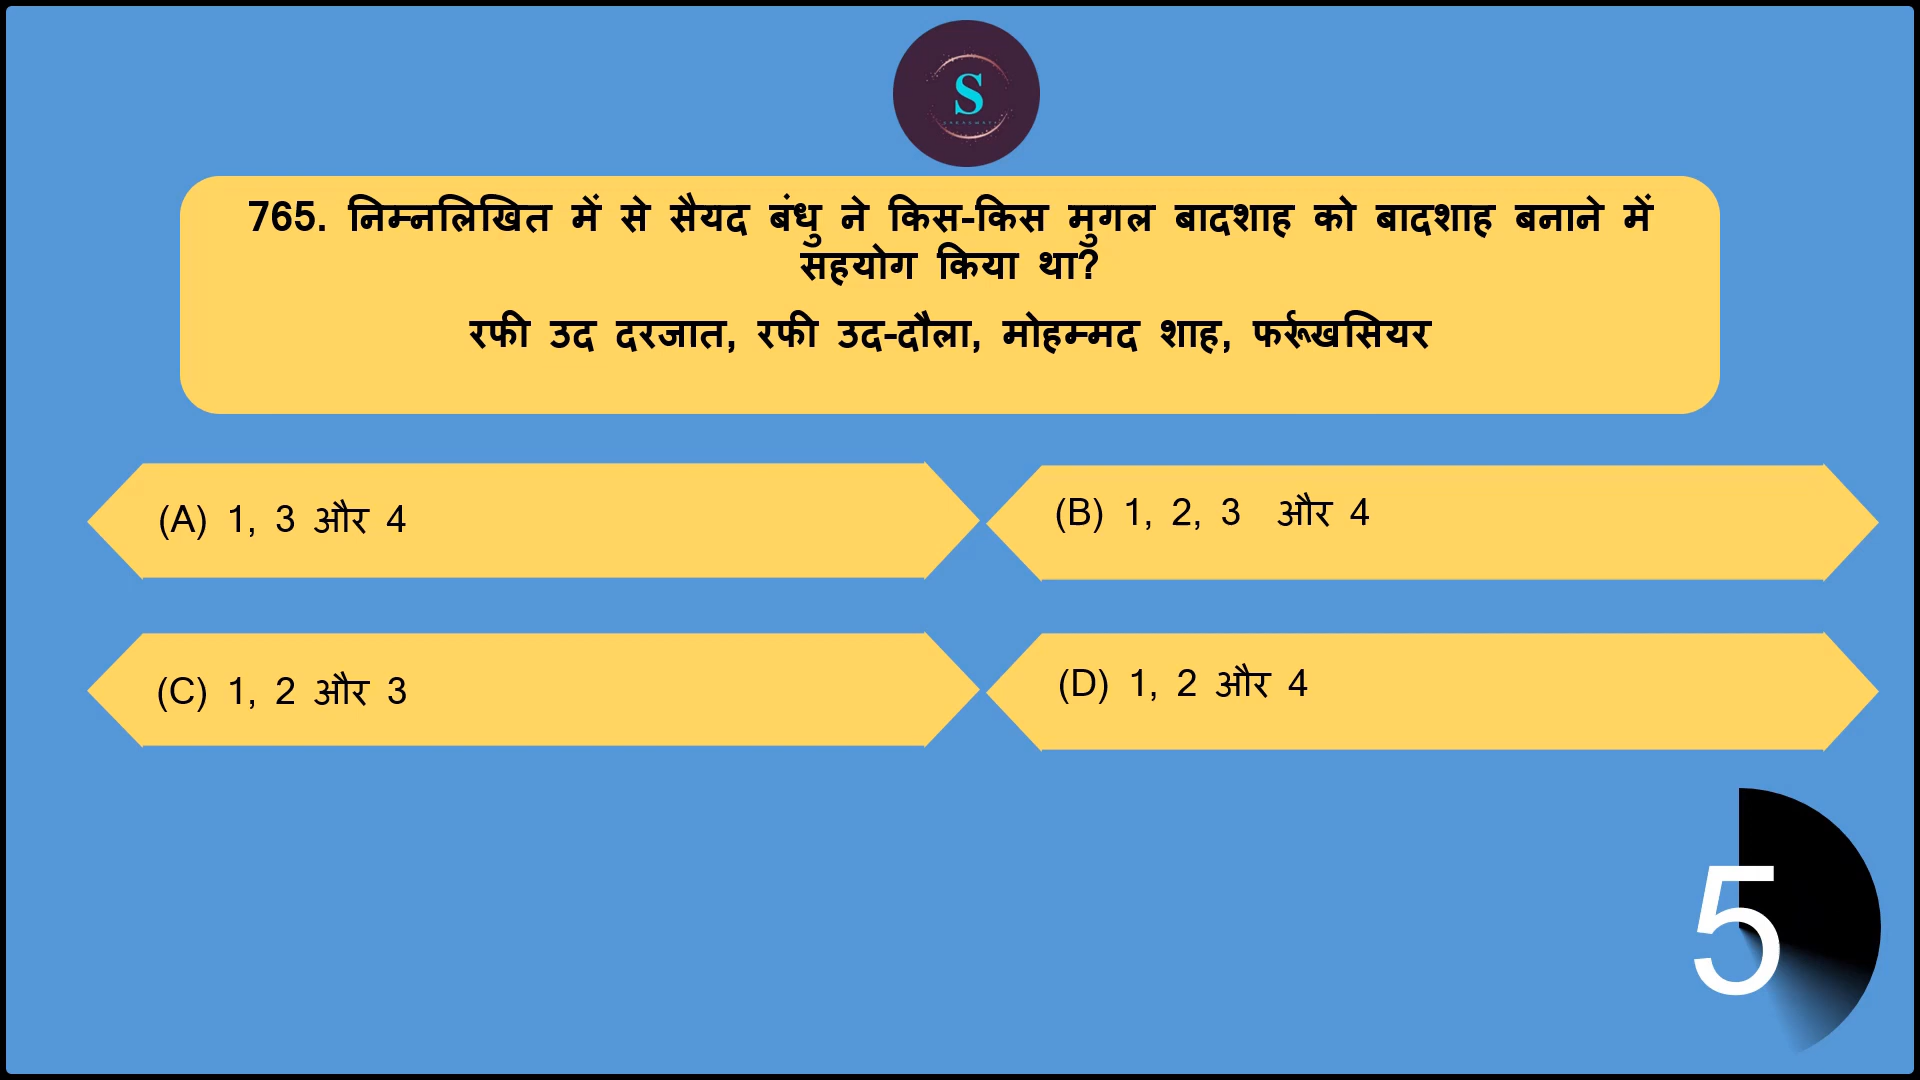 S
765. निम्नलिखित में से सैयद बंधु ने किस-किस मुगल बादशाह को बादशाह बनाने में
सहयोग किया था?
रफी उद दरजात, रफी उद-दौला, मोहम्मद शाह, फर्रूखसियर
(A) 1, 3 और 4
(B) 1, 2, 3 और 4
(C) 1, 2 और 3
(D) 1, 2 और 4
5